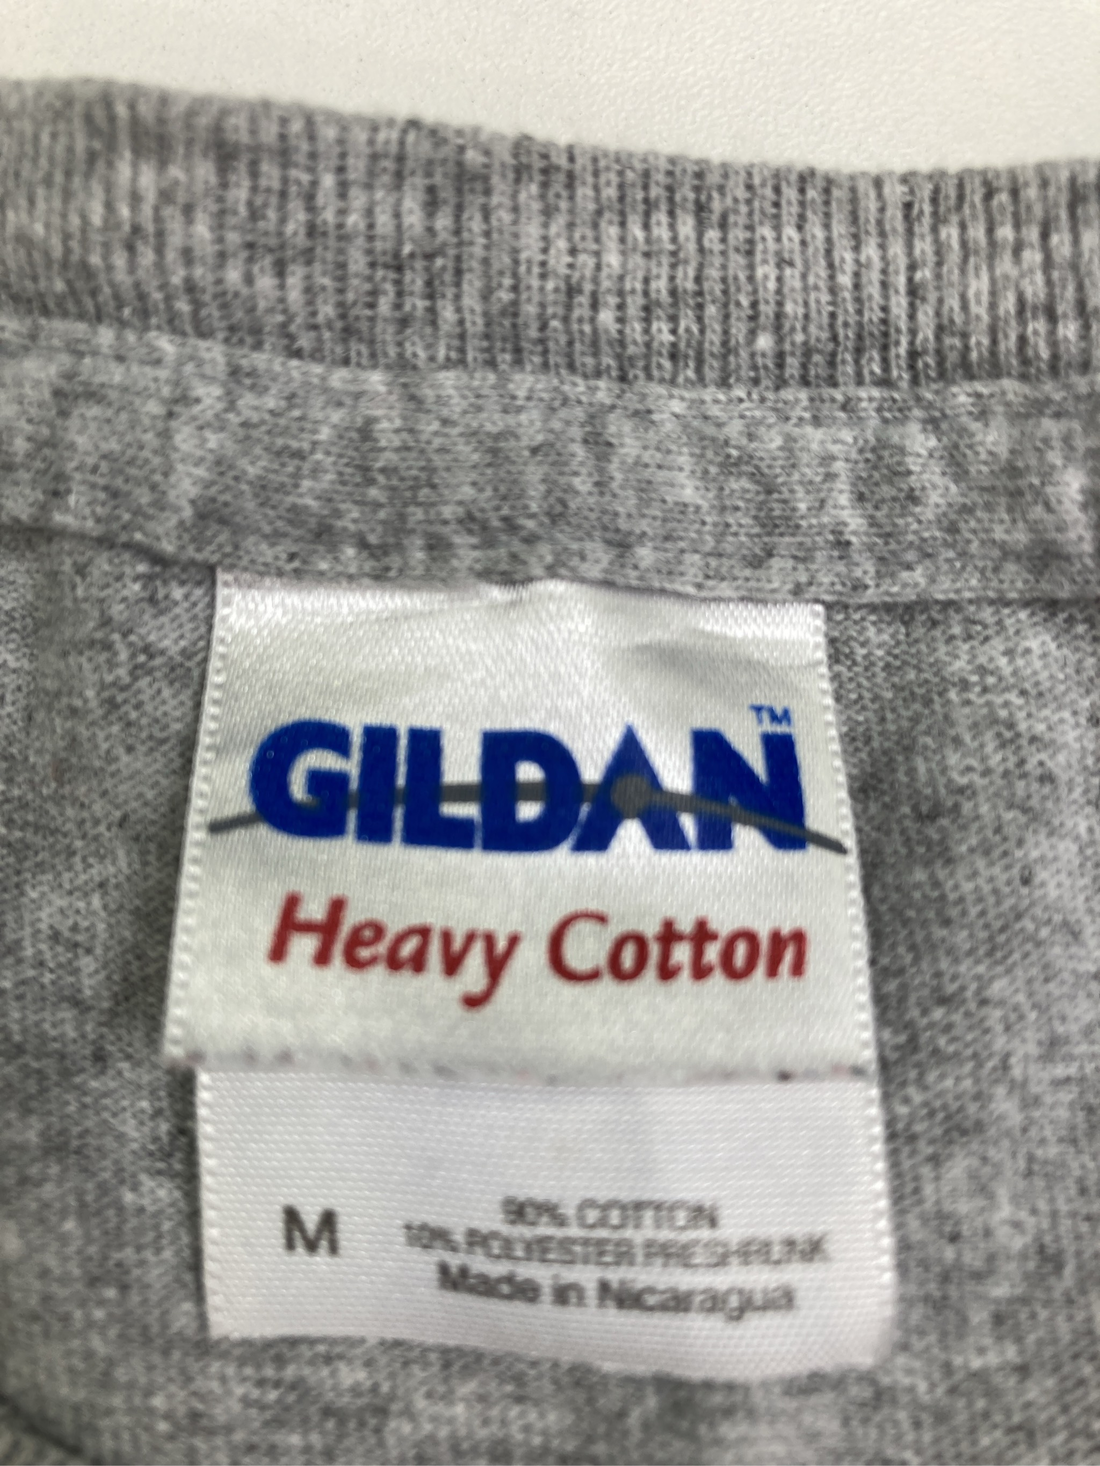 GILDAN™
Heavy Cotton
M
90% COTTON
10% POLYESTER PRESHRUNK
Made in Nicaragua